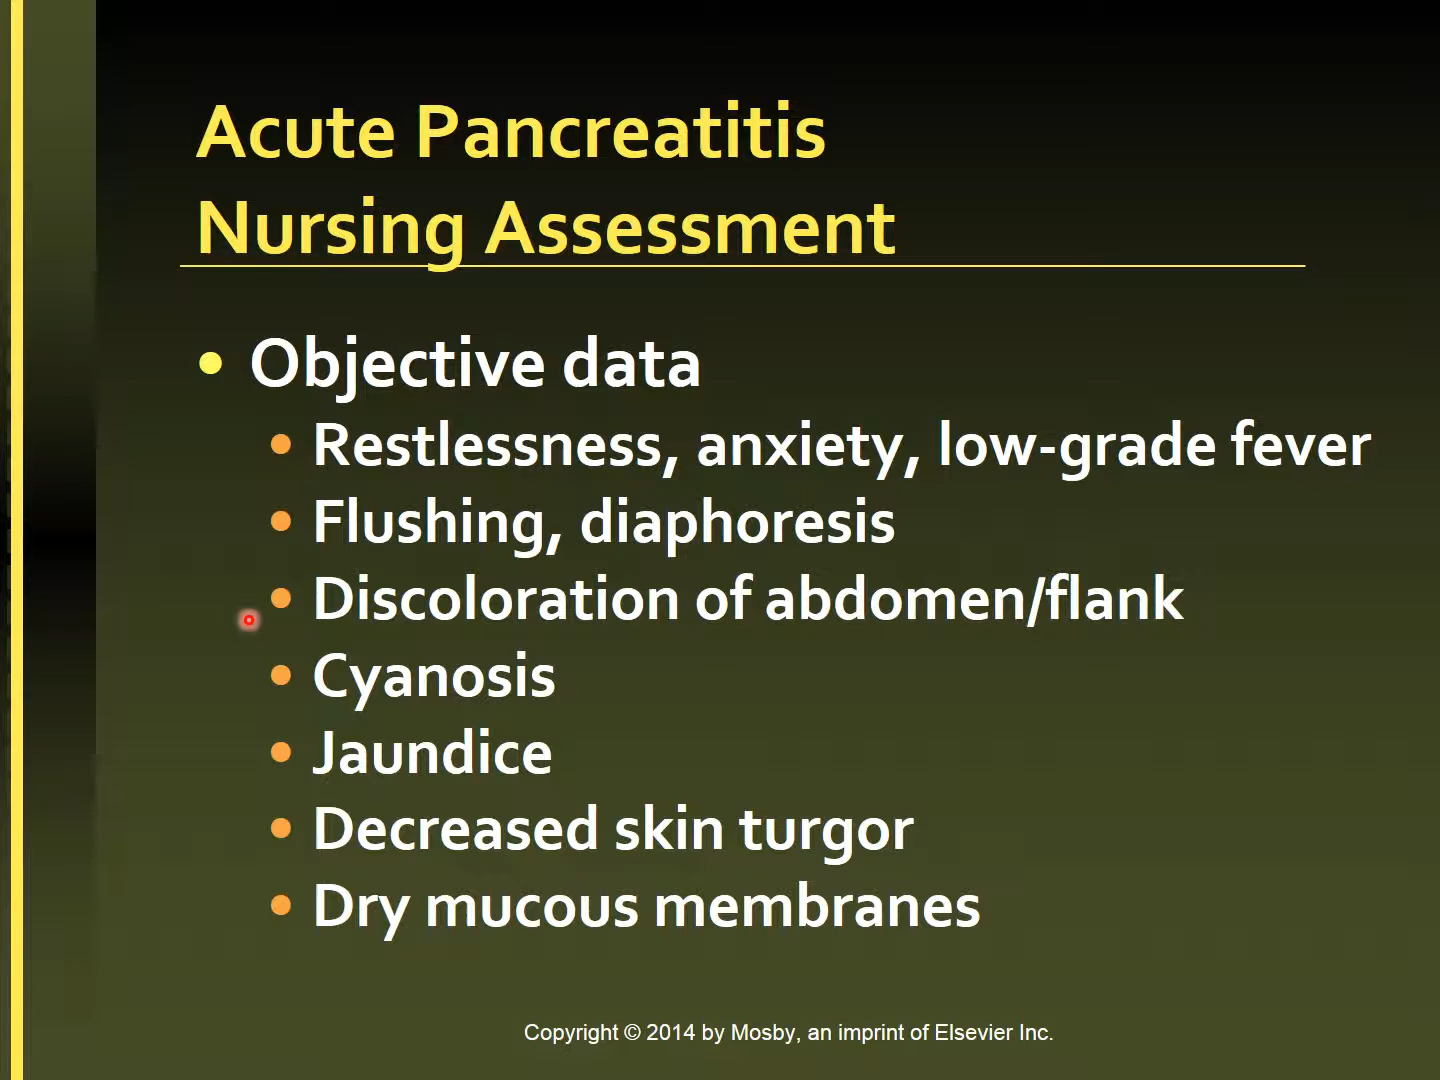 Acute Pancreatitis
Nursing Assessment
• Objective data
• Restlessness, anxiety, low-grade fever
• Flushing, diaphoresis
• Discoloration of abdomen/flank
• Cyanosis
• Jaundice
• Decreased skin turgor
• Dry mucous membranes
Copyright © 2014 by Mosby, an imprint of Elsevier Inc.